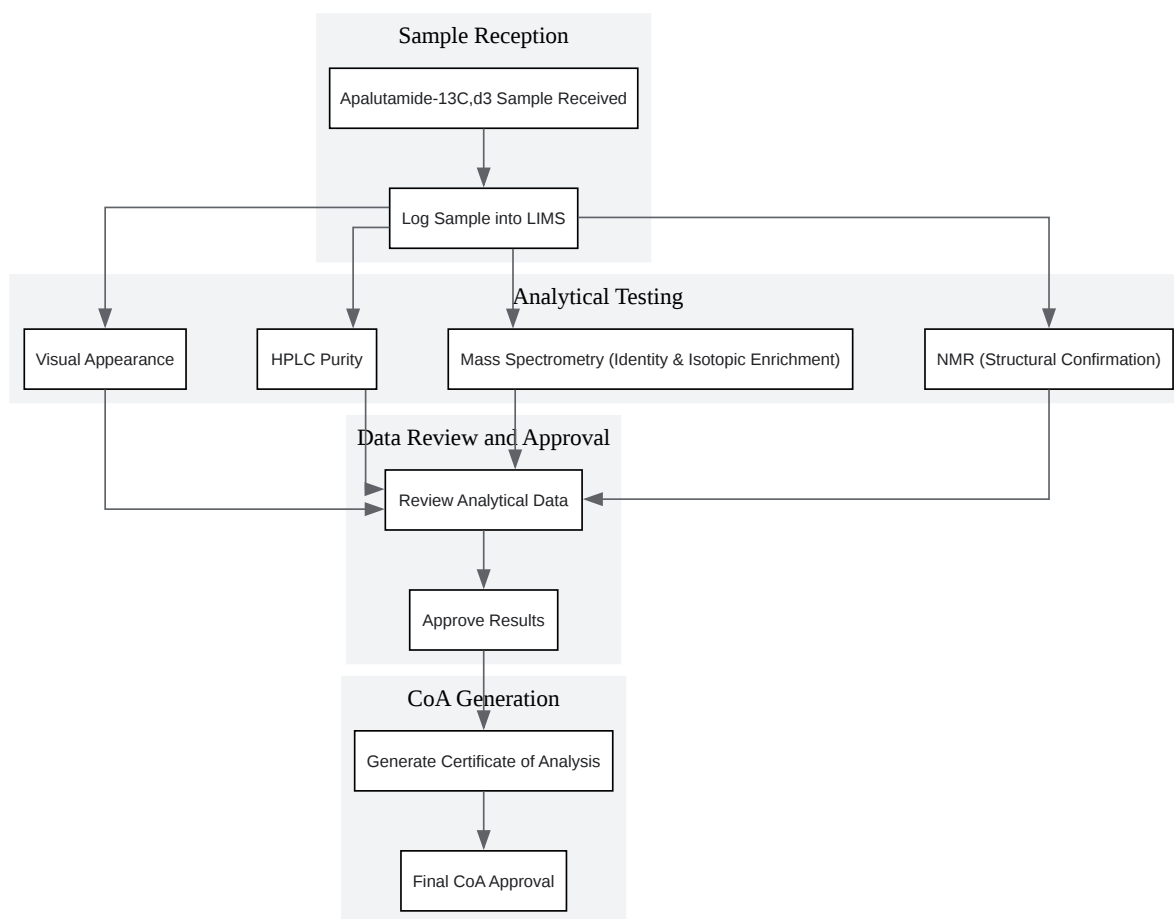 Sample Reception
Apalutamide-13C,d3 Sample Received
Log Sample into LIMS
Analytical Testing
Visual Appearance
HPLC Purity
Mass Spectrometry (Identity & Isotopic Enrichment)
NMR (Structural Confirmation)
Data Review and Approval
Review Analytical Data
Approve Results
CoA Generation
Generate Certificate of Analysis
Final CoA Approval